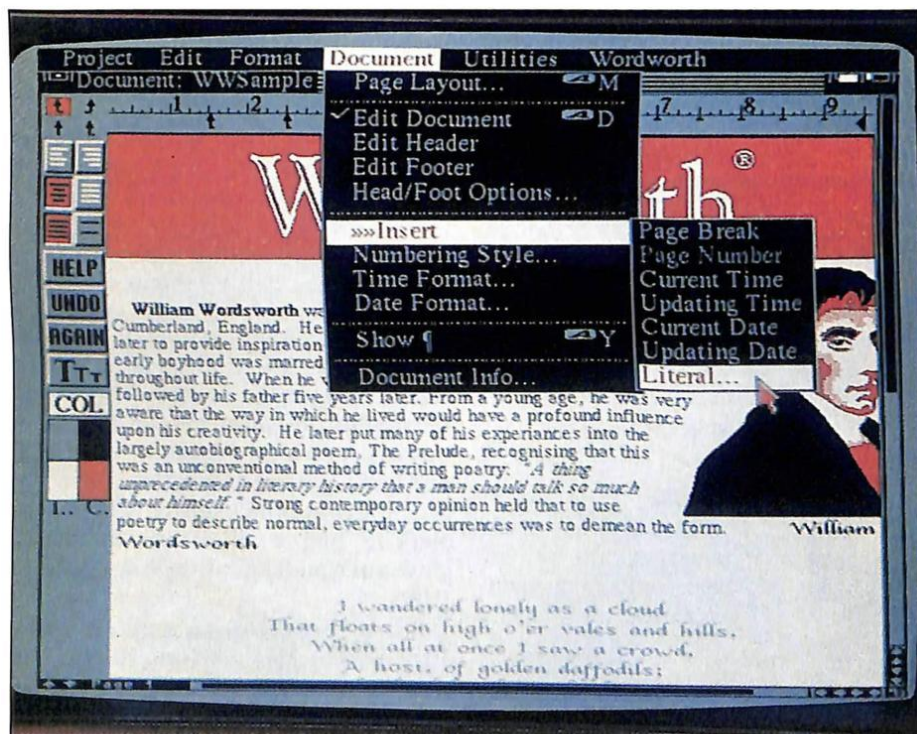 Project Edit Format Document Utilities Wordworth
Document: WWSample
Page Layout... M
1 2 7 8 9
✓ Edit Document D
Edit Header
Edit Footer
Head/Foot Options...
W th ®
»»Insert
Page Break
Numbering Style...
Page Number
Time Format...
Current Time
Date Format...
Updating Time
Current Date
Show ¶ Y
Updating Date
Document Info...
Literal...
HELP
UNDO
AGAIN
TTT
COL
T.. C.
William Wordsworth
Cumberland, England. He
later to provide inspiration
early boyhood was marred
throughout life. When he
followed by his father five years later. From a young age, he was very
aware that the way in which he lived would have a profound influence
upon his creativity. He later put many of his experiances into the
largely autobiographical poem, The Prelude, recognising that this
was an unconventional method of writing poatry. "A thing
unprecedented in literary history that a man should talk so much
about himself." Strong contemporary opinion held that to use
poetry to describe normal, everyday occurrences was to demean the form. William
Wordsworth
I wandered lonely as a cloud
That floats on high o'er vales and hills,
When all at once I saw a crowd,
A host, of golden daffodils;